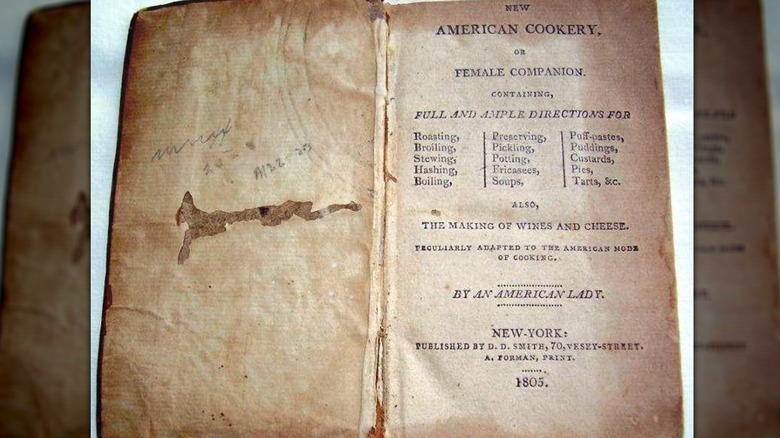 NEW
AMERICAN COOKERY,
OR
FEMALE COMPANION.
CONTAINING,
FULL AND AMPLE DIRECTIONS FOR
Roasting,
Broiling,
Stewing,
Hashing,
Boiling,
Preserving,
Pickling,
Potting,
Fricasees,
Soups,
Puff-pastes,
Puddings,
Custards,
Pies,
Tarts, &c.
ALSO,
THE MAKING OF WINES AND CHEESE.
PECULIARLY ADAPTED TO THE AMERICAN MODE
OF COOKING.
BY AN AMERICAN LADY.
NEW-YORK:
PUBLISHED BY D. D. SMITH, 70, VESEY-STREET.
A. FORMAN, PRINT.
1805.